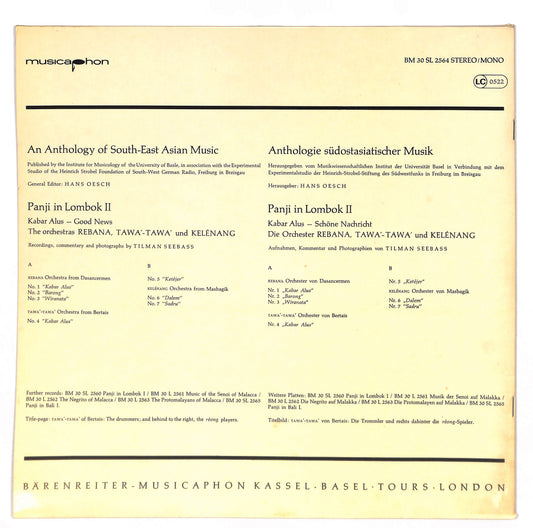 musicaphon
BM 30 SL 2564 STEREO/MONO
LC 0522
An Anthology of South-East Asian Music
Published by the Institute for Musicology of the University of Basle, in association with the Experimental
Studio of the Heinrich Strobel Foundation of South-West German Radio, Freiburg in Breisgau
General Editor: HANS OESCH
Panji in Lombok II
Kabar Alus – Good News
The orchestras REBANA, TAWA'-TAWA' und KELÉNANG
Recordings, commentary and photographs by TILMAN SEEBASS
A
REBANA Orchestra from Dasancermen
No. 1 "Kabar Alus"
No. 2 "Barong"
No. 3 "Wiranata"
TAWA'-TAWA' Orchestra from Bertais
No. 4 "Kabar Alus"
B
No. 5 "Ketéjer"
KELÉNANG Orchestra from Mashagik
No. 6 "Dalem"
No. 7 "Sudra"
Further records: BM 30 SL 2560 Panji in Lombok I / BM 30 L 2561 Music of the Senoi of Malacca /
BM 30 L 2562 The Negrito of Malacca / BM 30 L 2563 The Protomalayans of Malacca / BM 30 SL 2565
Panji in Bali I.
Title-page: TAWA'-TAWA' of Bertais: The drummers; and behind to the right, the réong players.
Anthologie südostasiatischer Musik
Herausgegeben vom Musikwissenschaftlichen Institut der Universität Basel in Verbindung mit dem
Experimentalstudio der Heinrich-Strobel-Stiftung des Südwestfunks in Freiburg im Breisgau
Herausgeber: HANS OESCH
Panji in Lombok II
Kabar Alus – Schöne Nachricht
Die Orchester REBANA, TAWA'-TAWA' und KELÉNANG
Aufnahmen, Kommentar und Photographien von TILMAN SEEBASS
A
REBANA Orchester von Dasancermen
Nr. 1 „Kabar Alus"
Nr. 2 „Barong"
Nr. 3 „Wiranata"
TAWA'-TAWA' Orchester von Bertais
Nr. 4 „Kabar Alus"
B
Nr. 5 „Ketéjer"
KELÉNANG Orchester von Mashagik
Nr. 6 „Dalem"
Nr. 7 „Sudra"
Weitere Platten: BM 30 SL 2560 Panji in Lombok I / BM 30 L 2561 Musik der Senoi auf Malakka /
BM 30 L 2562 Die Negrito auf Malakka / BM 30 L 2563 Die Protomalayen auf Malakka / BM 30 SL 2565
Panji in Bali I.
Titelbild: TAWA'-TAWA' von Bertais: Die Trommler und rechts dahinter die réong-Spieler.
BÄRENREITER-MUSICAPHON KASSEL·BASEL·TOURS·LONDON